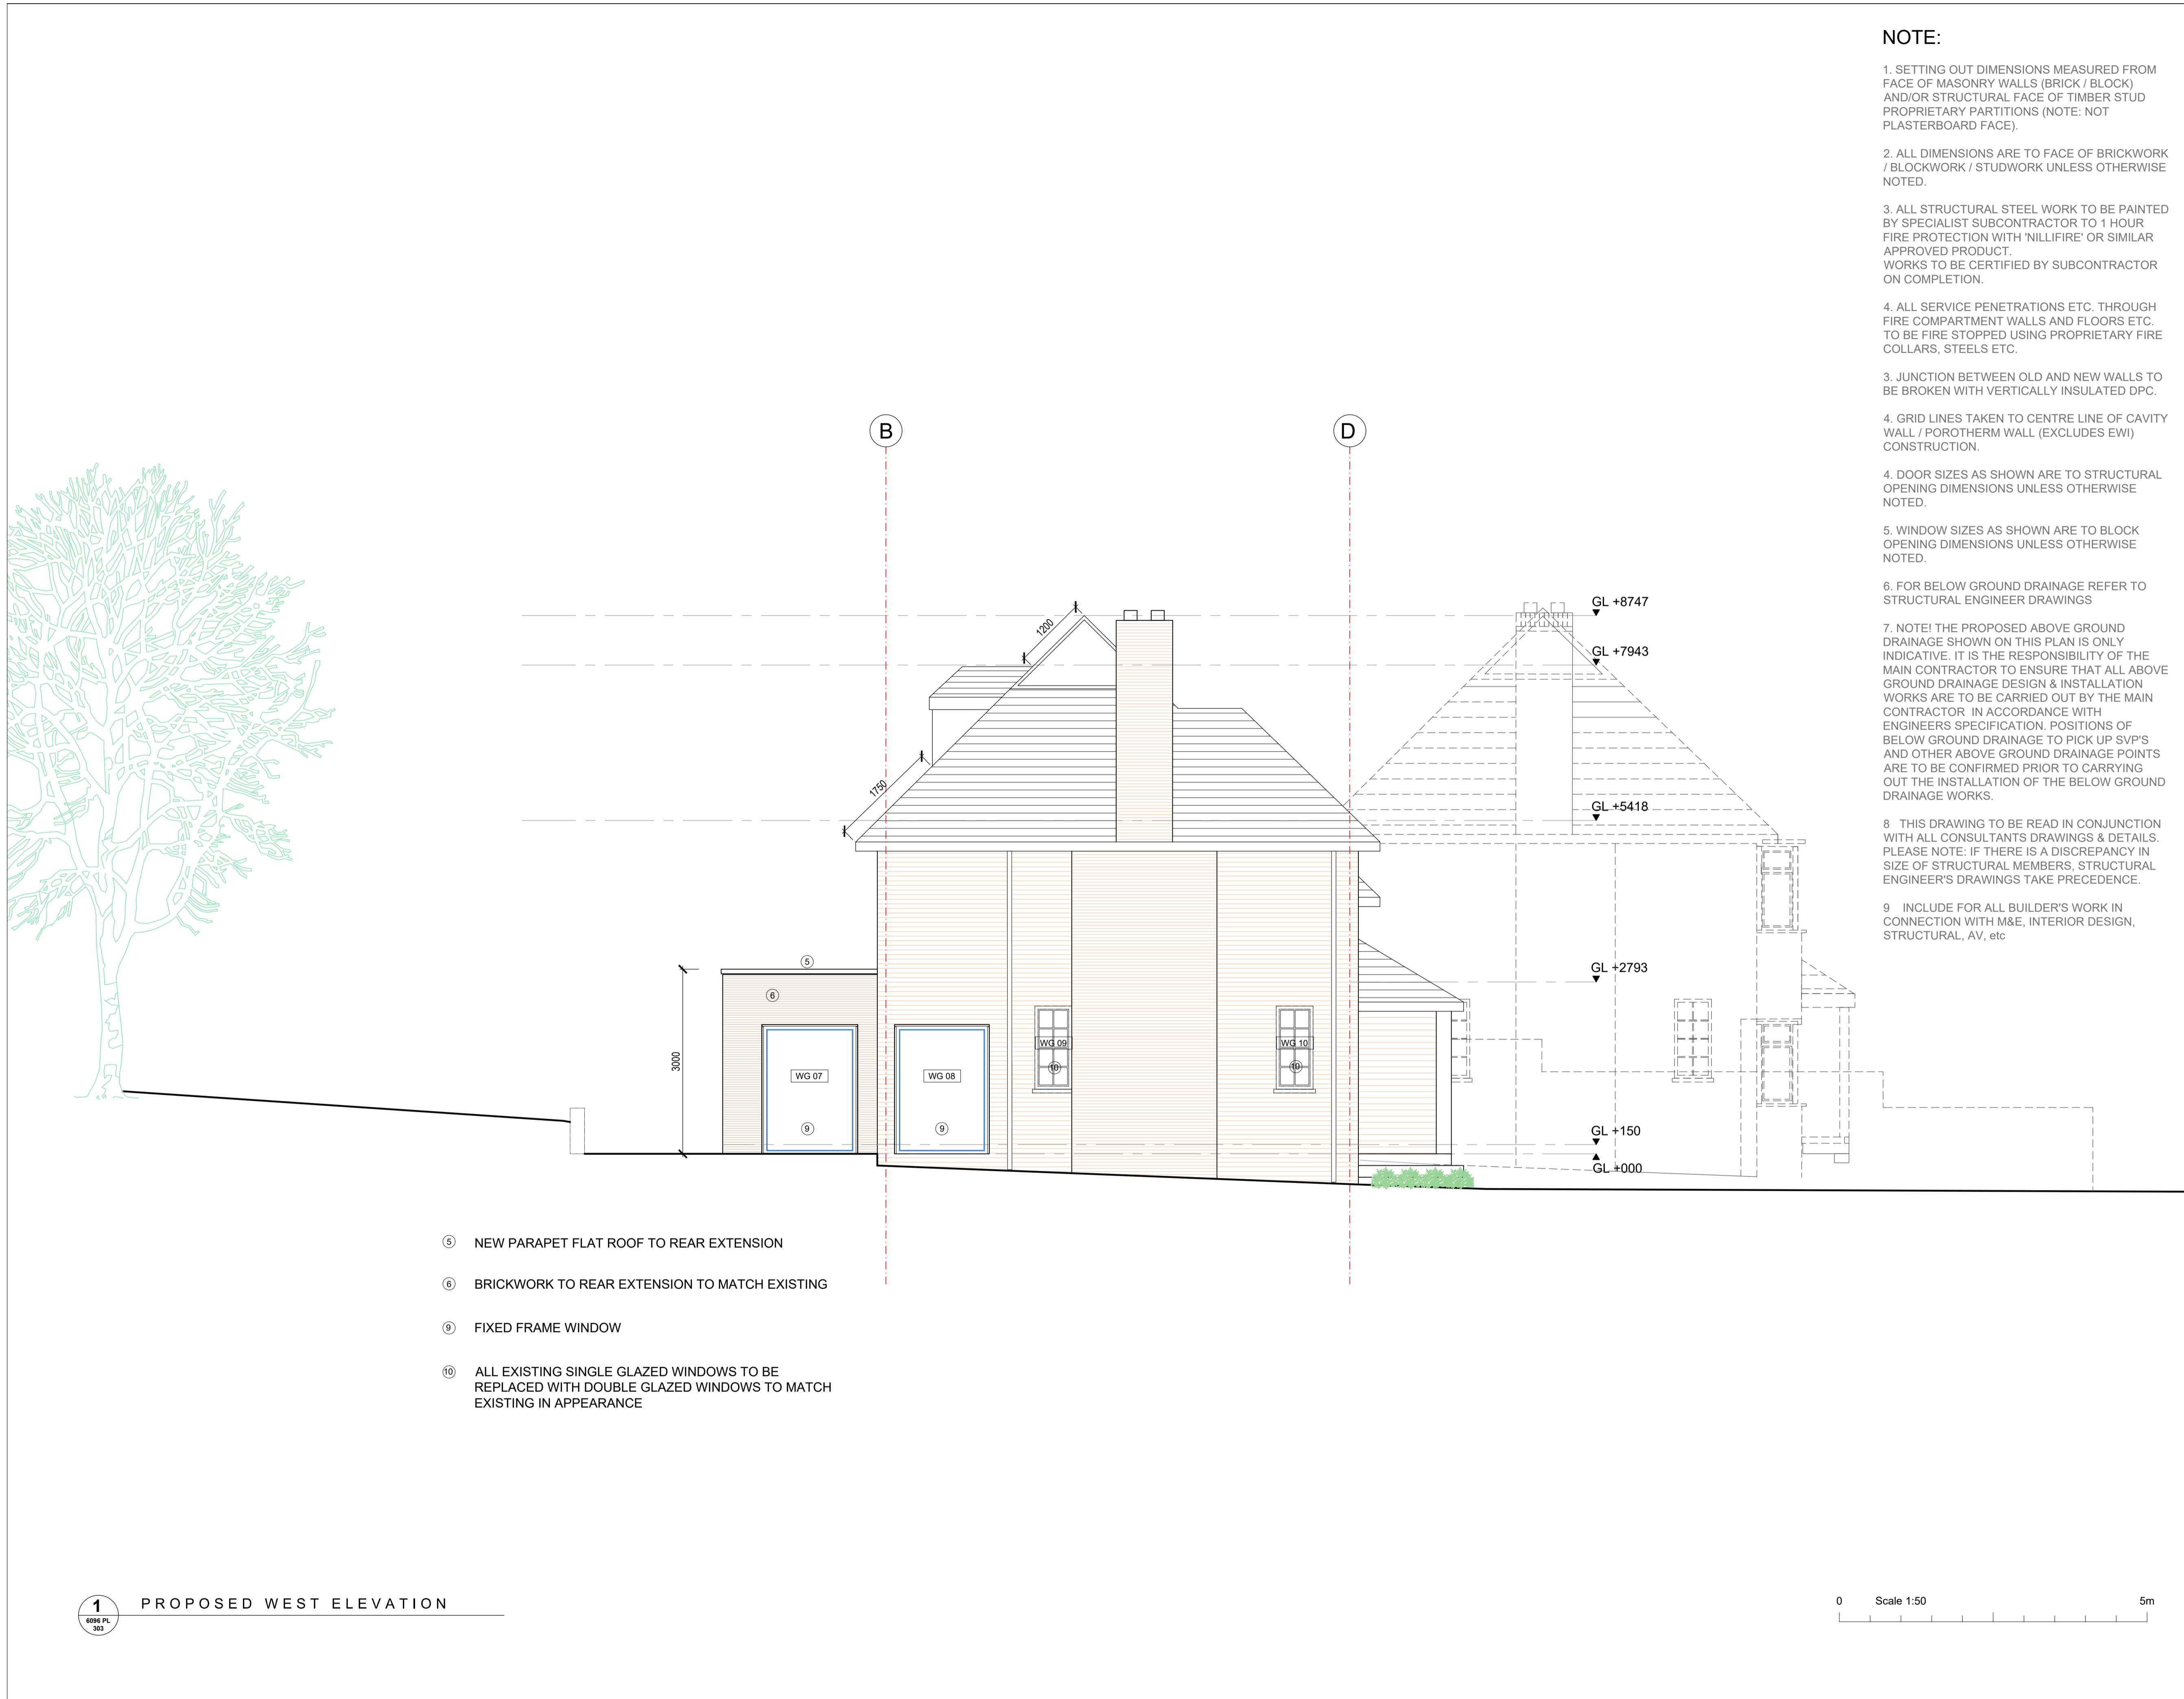 NOTE:
1. SETTING OUT DIMENSIONS MEASURED FROM
FACE OF MASONRY WALLS (BRICK / BLOCK)
AND/OR STRUCTURAL FACE OF TIMBER STUD
PROPRIETARY PARTITIONS (NOTE: NOT
PLASTERBOARD FACE).
2. ALL DIMENSIONS ARE TO FACE OF BRICKWORK
/ BLOCKWORK / STUDWORK UNLESS OTHERWISE
NOTED.
3. ALL STRUCTURAL STEEL WORK TO BE PAINTED
BY SPECIALIST SUBCONTRACTOR TO 1 HOUR
FIRE PROTECTION WITH 'NILLIFIRE' OR SIMILAR
APPROVED PRODUCT.
WORKS TO BE CERTIFIED BY SUBCONTRACTOR
ON COMPLETION.
4. ALL SERVICE PENETRATIONS ETC. THROUGH
FIRE COMPARTMENT WALLS AND FLOORS ETC.
TO BE FIRE STOPPED USING PROPRIETARY FIRE
COLLARS, STEELS ETC.
3. JUNCTION BETWEEN OLD AND NEW WALLS TO
BE BROKEN WITH VERTICALLY INSULATED DPC.
4. GRID LINES TAKEN TO CENTRE LINE OF CAVITY
WALL / POROTHERM WALL (EXCLUDES EWI)
CONSTRUCTION.
4. DOOR SIZES AS SHOWN ARE TO STRUCTURAL
OPENING DIMENSIONS UNLESS OTHERWISE
NOTED.
5. WINDOW SIZES AS SHOWN ARE TO BLOCK
OPENING DIMENSIONS UNLESS OTHERWISE
NOTED.
6. FOR BELOW GROUND DRAINAGE REFER TO
STRUCTURAL ENGINEER DRAWINGS
7. NOTE! THE PROPOSED ABOVE GROUND
DRAINAGE SHOWN ON THIS PLAN IS ONLY
INDICATIVE. IT IS THE RESPONSIBILITY OF THE
MAIN CONTRACTOR TO ENSURE THAT ALL ABOVE
GROUND DRAINAGE DESIGN & INSTALLATION
WORKS ARE TO BE CARRIED OUT BY THE MAIN
CONTRACTOR IN ACCORDANCE WITH
ENGINEERS SPECIFICATION. POSITIONS OF
BELOW GROUND DRAINAGE TO PICK UP SVP'S
AND OTHER ABOVE GROUND DRAINAGE POINTS
ARE TO BE CONFIRMED PRIOR TO CARRYING
OUT THE INSTALLATION OF THE BELOW GROUND
DRAINAGE WORKS.
8 THIS DRAWING TO BE READ IN CONJUNCTION
WITH ALL CONSULTANTS DRAWINGS & DETAILS.
PLEASE NOTE: IF THERE IS A DISCREPANCY IN
SIZE OF STRUCTURAL MEMBERS, STRUCTURAL
ENGINEER'S DRAWINGS TAKE PRECEDENCE.
9 INCLUDE FOR ALL BUILDER'S WORK IN
CONNECTION WITH M&E, INTERIOR DESIGN,
STRUCTURAL, AV, etc
B
D
GL +8747
1200
GL +7943
1750
GL +5418
5
GL +2793
6
3000
WG 07
WG 08
WG 09
WG 10
10
10
9
9
GL +150
GL +000
5 NEW PARAPET FLAT ROOF TO REAR EXTENSION
6 BRICKWORK TO REAR EXTENSION TO MATCH EXISTING
9 FIXED FRAME WINDOW
10 ALL EXISTING SINGLE GLAZED WINDOWS TO BE
REPLACED WITH DOUBLE GLAZED WINDOWS TO MATCH
EXISTING IN APPEARANCE
1
6096 PL
303
PROPOSED WEST ELEVATION
0 Scale 1:50 5m